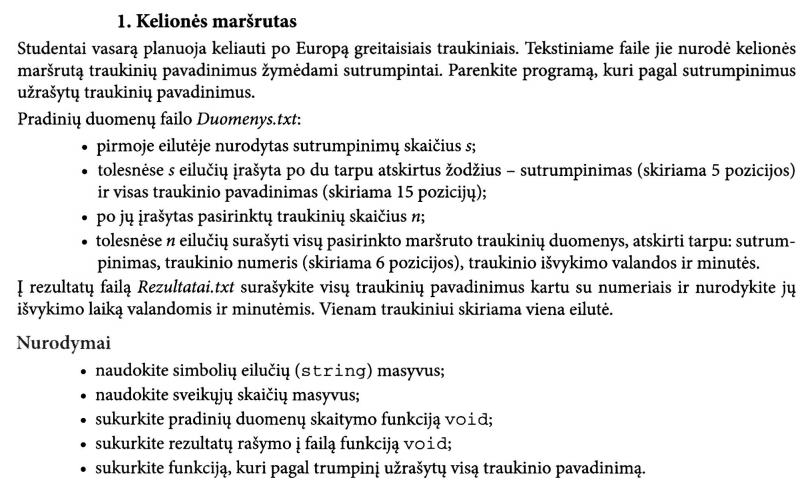 1. Kelionės maršrutas
Studentai vasarą planuoja keliauti po Europą greitaisiais traukiniais. Tekstiniame faile jie nurodė kelionės
maršrutą traukinių pavadinimus žymėdami sutrumpintai. Parenkite programą, kuri pagal sutrumpinimus
užrašytų traukinių pavadinimus.
Pradinių duomenų failo Duomenys.txt:
• pirmoje eilutėje nurodytas sutrumpinimų skaičius s;
• tolesnėse s eilučių įrašyta po du tarpu atskirtus žodžius – sutrumpinimas (skiriama 5 pozicijos)
ir visas traukinio pavadinimas (skiriama 15 pozicijų);
• po jų įrašytas pasirinktų traukinių skaičius n;
• tolesnėse n eilučių surašyti visų pasirinkto maršruto traukinių duomenys, atskirti tarpu: sutrum-
pinimas, traukinio numeris (skiriama 6 pozicijos), traukinio išvykimo valandos ir minutės.
Į rezultatų failą Rezultatai.txt surašykite visų traukinių pavadinimus kartu su numeriais ir nurodykite jų
išvykimo laiką valandomis ir minutėmis. Vienam traukiniui skiriama viena eilutė.
Nurodymai
• naudokite simbolių eilučių (string) masyvus;
• naudokite sveikųjų skaičių masyvus;
• sukurkite pradinių duomenų skaitymo funkciją void;
• sukurkite rezultatų rašymo į failą funkciją void;
• sukurkite funkciją, kuri pagal trumpinį užrašytų visą traukinio pavadinimą.